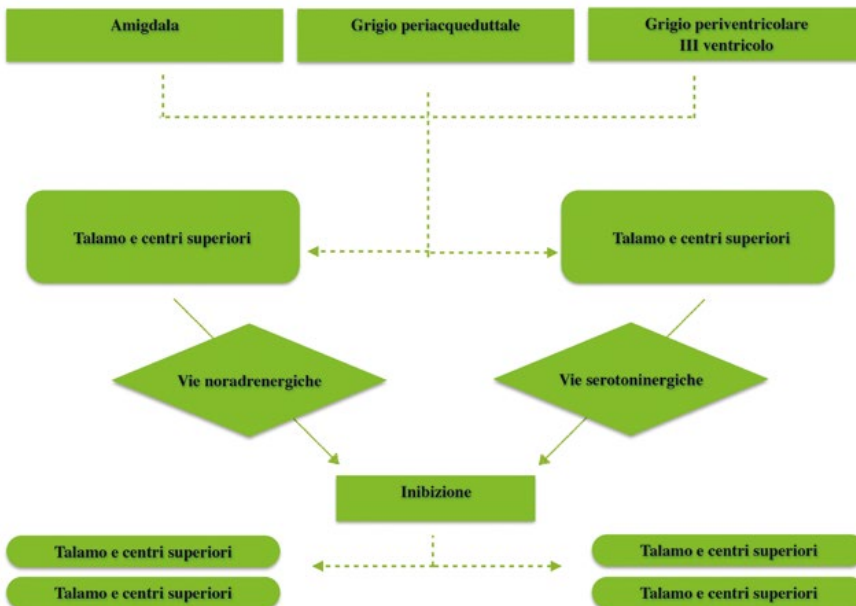 Amigdala
Grigio periacqueduttale
Grigio periventricolare
III ventricolo
Talamo e centri superiori
Talamo e centri superiori
Vie noradrenergiche
Vie serotoninergiche
Inibizione
Talamo e centri superiori
Talamo e centri superiori
Talamo e centri superiori
Talamo e centri superiori